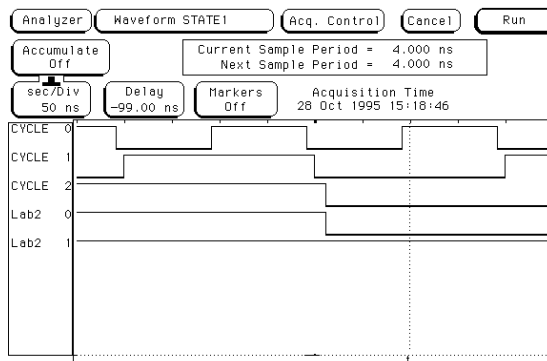 Analyzer Waveform STATE1 Acq. Control Cancel Run
Accumulate
Off
Current Sample Period = 4.000 ns
Next Sample Period = 4.000 ns
sec/Div
50 ns
Delay
-99.00 ns
Markers
Off
Acquisition Time
28 Oct 1995 15:18:46
CYCLE 0
CYCLE 1
CYCLE 2
Lab2 0
Lab2 1